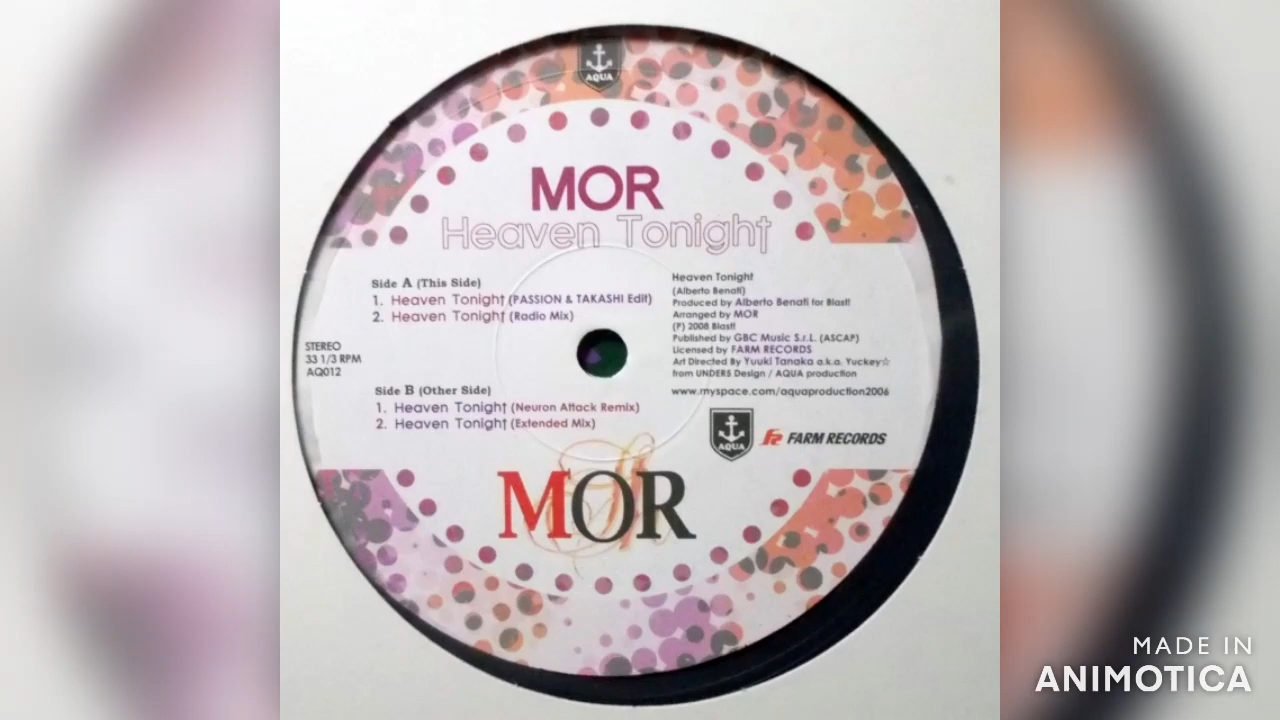 AQUA
MOR
Heaven Tonight
Side A (This Side)
1. Heaven Tonight (PASSION & TAKASHI Edit)
2. Heaven Tonight (Radio Mix)
STEREO
33 1/3 RPM
AQ012
Side B (Other Side)
1. Heaven Tonight (Neuron Attack Remix)
2. Heaven Tonight (Extended Mix)
Heaven Tonight
(Alberto Benati)
Produced by Alberto Benati for Blast!
Arranged by MOR
(P) 2008 Blast!
Published by GBC Music S.r.L. (ASCAP)
Licensed by FARM RECORDS
Art Directed By Yuuki Tanaka a.k.a. Yuckey☆
from UNDERS Design / AQUA production
www.myspace.com/aquaproduction2006
AQUA
FARM RECORDS
MOR
MADE IN
ANIMOTICA